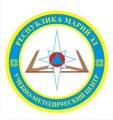 РЕСПУБЛИКА МАРИЙ ЭЛ
УЧЕБНО-МЕТОДИЧЕСКИЙ ЦЕНТР